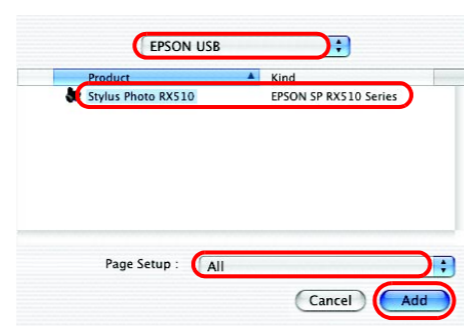 EPSON USB
Product Kind
Stylus Photo RX510 EPSON SP RX510 Series
Page Setup : All
Cancel Add